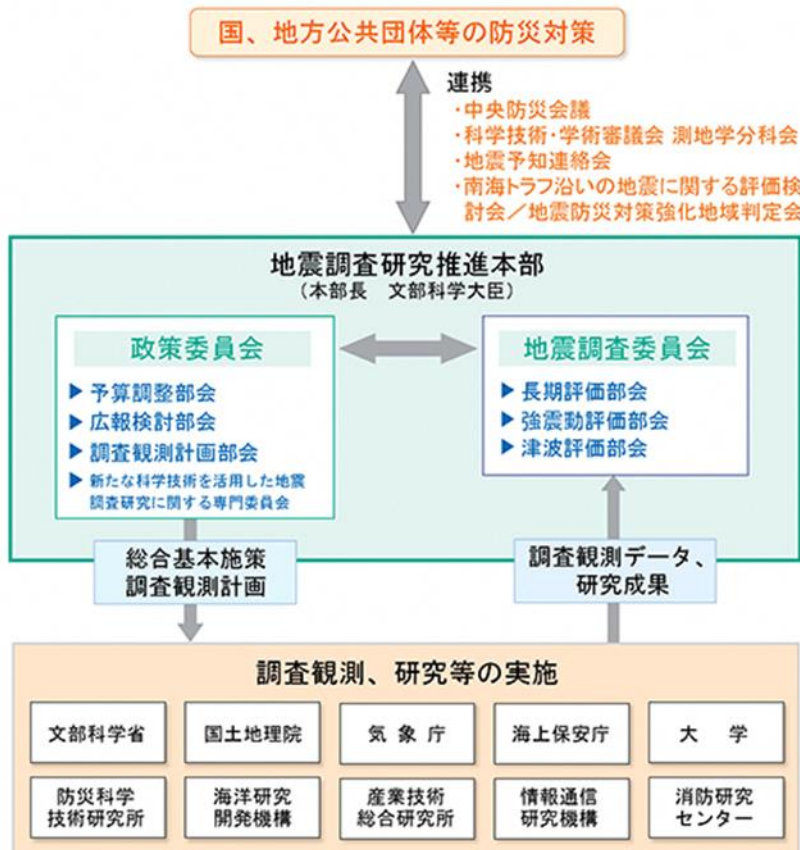 国、地方公共団体等の防災対策
連携
・中央防災会議
・科学技術・学術審議会 測地学分科会
・地震予知連絡会
・南海トラフ沿いの地震に関する評価検
討会／地震防災対策強化地域判定会
地震調査研究推進本部
（本部長　文部科学大臣）
政策委員会
▶ 予算調整部会
▶ 広報検討部会
▶ 調査観測計画部会
▶ 新たな科学技術を活用した地震
調査研究に関する専門委員会
地震調査委員会
▶ 長期評価部会
▶ 強震動評価部会
▶ 津波評価部会
総合基本施策
調査観測計画
調査観測データ、
研究成果
調査観測、研究等の実施
文部科学省
国土地理院
気象庁
海上保安庁
大　学
防災科学
技術研究所
海洋研究
開発機構
産業技術
総合研究所
情報通信
研究機構
消防研究
センター